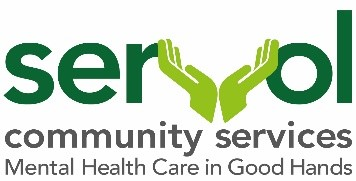 servol
community services
Mental Health Care in Good Hands